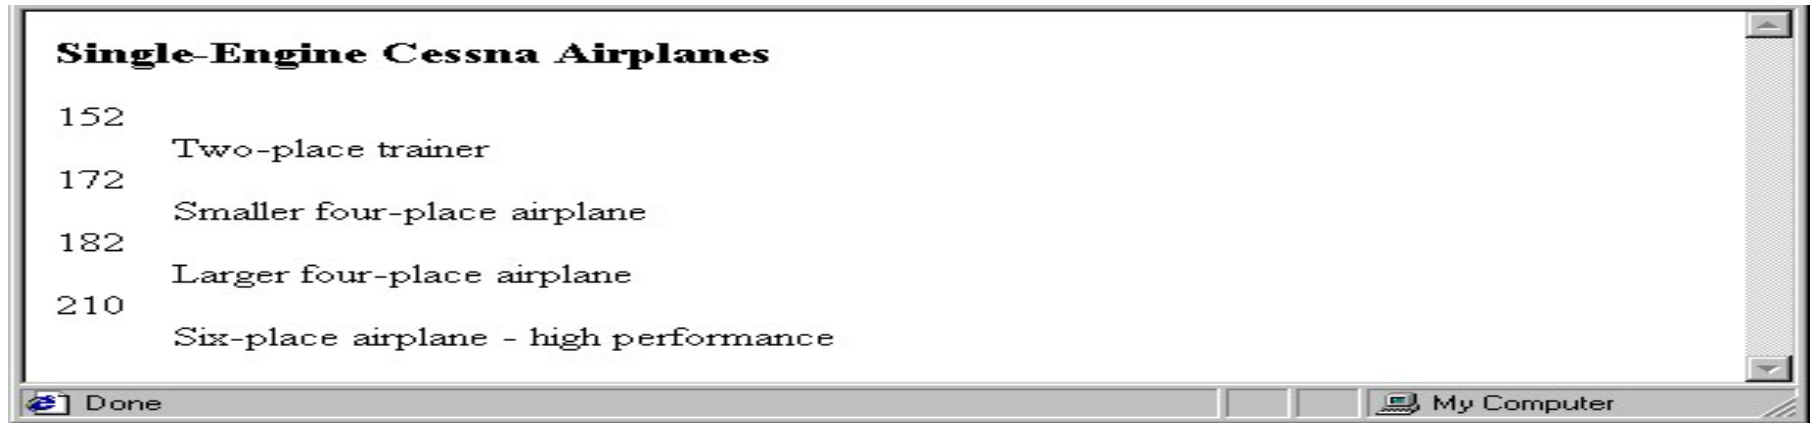 Single-Engine Cessna Airplanes
152
Two-place trainer
172
Smaller four-place airplane
182
Larger four-place airplane
210
Six-place airplane - high performance
Done
My Computer